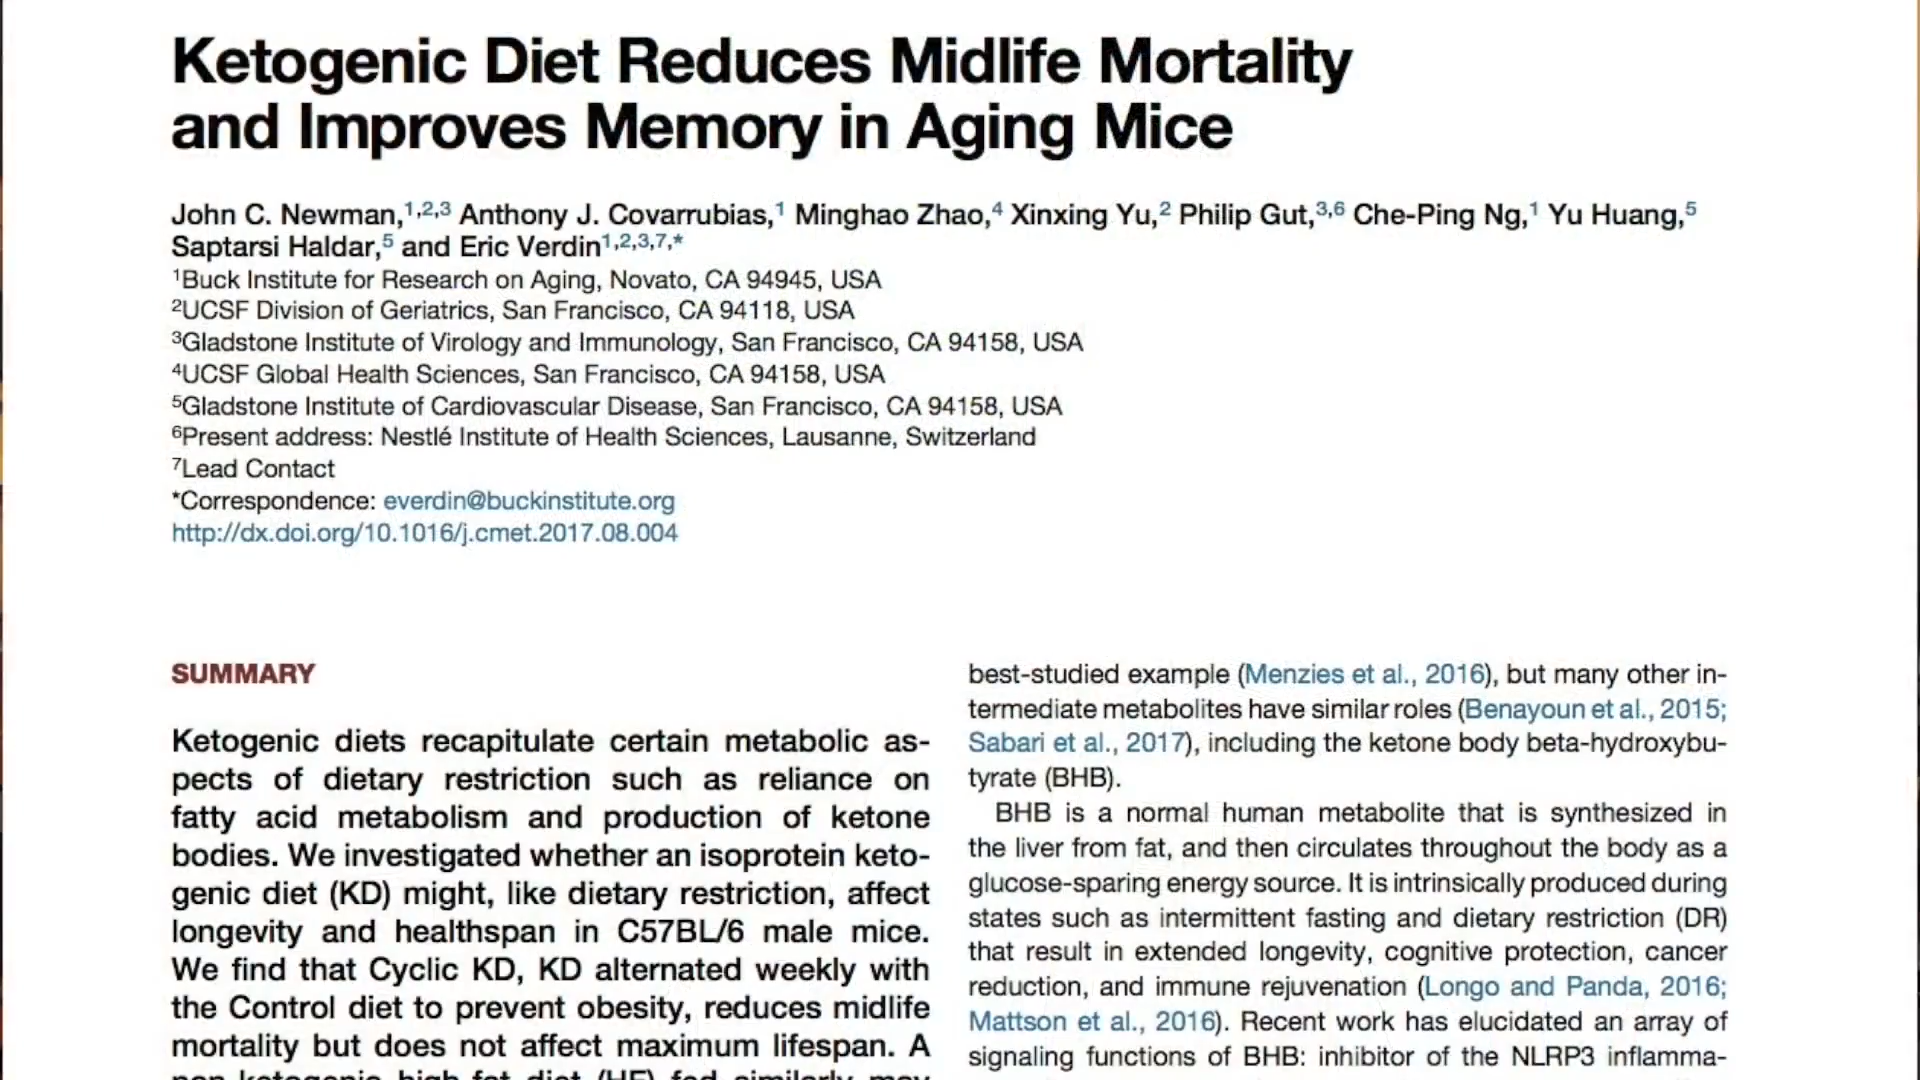 Ketogenic Diet Reduces Midlife Mortality
and Improves Memory in Aging Mice
John C. Newman,1,2,3 Anthony J. Covarrubias,1 Minghao Zhao,4 Xinxing Yu,2 Philip Gut,3,6 Che-Ping Ng,1 Yu Huang,5
Saptarsi Haldar,5 and Eric Verdin1,2,3,7,*
1Buck Institute for Research on Aging, Novato, CA 94945, USA
2UCSF Division of Geriatrics, San Francisco, CA 94118, USA
3Gladstone Institute of Virology and Immunology, San Francisco, CA 94158, USA
4UCSF Global Health Sciences, San Francisco, CA 94158, USA
5Gladstone Institute of Cardiovascular Disease, San Francisco, CA 94158, USA
6Present address: Nestlé Institute of Health Sciences, Lausanne, Switzerland
7Lead Contact
*Correspondence: everdin@buckinstitute.org
http://dx.doi.org/10.1016/j.cmet.2017.08.004
SUMMARY
Ketogenic diets recapitulate certain metabolic as-
pects of dietary restriction such as reliance on
fatty acid metabolism and production of ketone
bodies. We investigated whether an isoprotein keto-
genic diet (KD) might, like dietary restriction, affect
longevity and healthspan in C57BL/6 male mice.
We find that Cyclic KD, KD alternated weekly with
the Control diet to prevent obesity, reduces midlife
mortality but does not affect maximum lifespan. A
non-ketogenic high-fat diet (HF) fed similarly may
best-studied example (Menzies et al., 2016), but many other in-
termediate metabolites have similar roles (Benayoun et al., 2015;
Sabari et al., 2017), including the ketone body beta-hydroxybu-
tyrate (BHB).
BHB is a normal human metabolite that is synthesized in
the liver from fat, and then circulates throughout the body as a
glucose-sparing energy source. It is intrinsically produced during
states such as intermittent fasting and dietary restriction (DR)
that result in extended longevity, cognitive protection, cancer
reduction, and immune rejuvenation (Longo and Panda, 2016;
Mattson et al., 2016). Recent work has elucidated an array of
signaling functions of BHB: inhibitor of the NLRP3 inflamma-